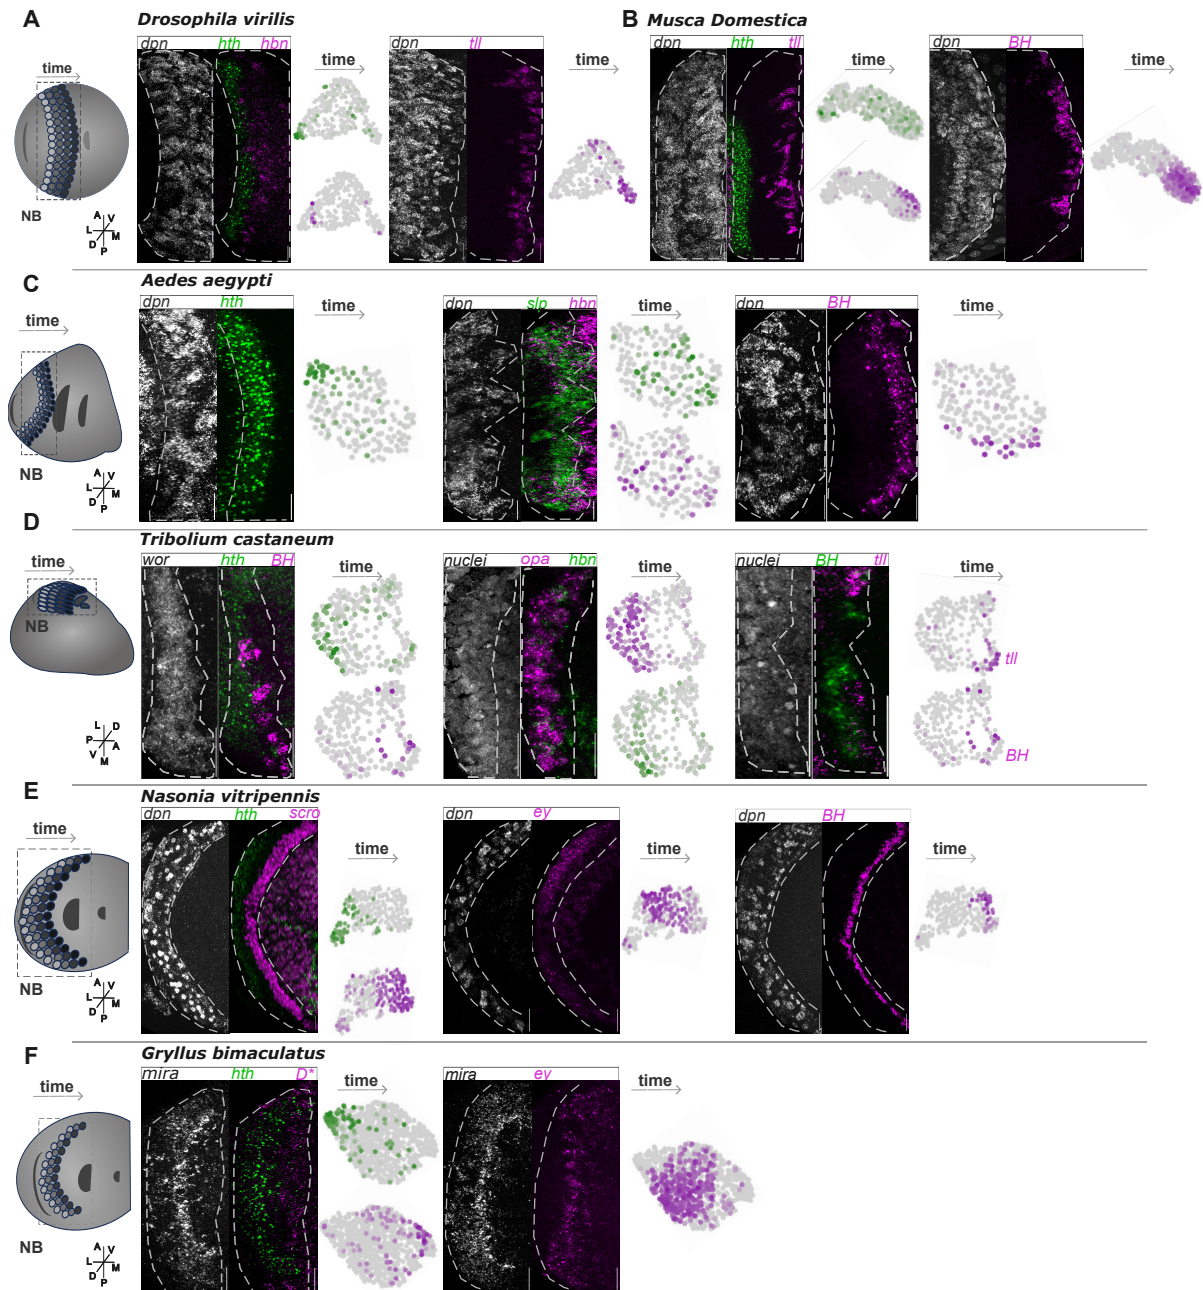 A
Drosophila virilis
dpn hth hbn
dpn tll
time
time
time
NB
A V
L M
D P
B Musca Domestica
dpn hth tll
dpn BH
time
time
C
Aedes aegypti
dpn hth
dpn slp hbn
dpn BH
time
time
time
time
NB
A V
L M
D P
D
Tribolium castaneum
wor hth BH
nuclei opa hbn
nuclei BH tll
time
time
time
time
NB
tll
BH
L D
P A
V M
E
Nasonia vitripennis
dpn hth scro
dpn ey
dpn BH
time
time
time
time
NB
A V
L M
D P
F
Gryllus bimaculatus
mira hth D*
mira ey
time
time
time
NB
A V
L M
D P